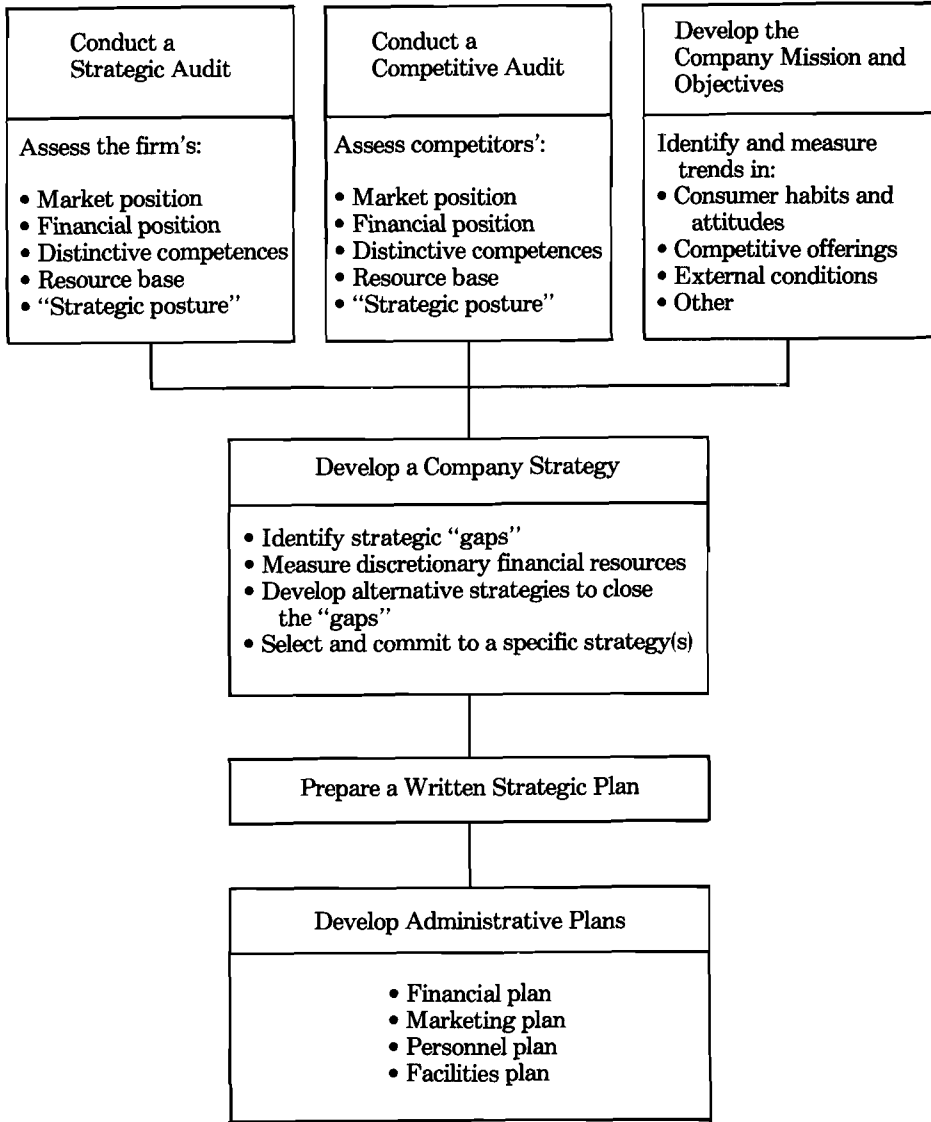 Conduct a
Strategic Audit
Assess the firm's:
• Market position
• Financial position
• Distinctive competences
• Resource base
• “Strategic posture”
Conduct a
Competitive Audit
Assess competitors':
• Market position
• Financial position
• Distinctive competences
• Resource base
• “Strategic posture”
Develop the
Company Mission and
Objectives
Identify and measure
trends in:
• Consumer habits and
attitudes
• Competitive offerings
• External conditions
• Other
Develop a Company Strategy
• Identify strategic “gaps”
• Measure discretionary financial resources
• Develop alternative strategies to close
the “gaps”
• Select and commit to a specific strategy(s)
Prepare a Written Strategic Plan
Develop Administrative Plans
• Financial plan
• Marketing plan
• Personnel plan
• Facilities plan